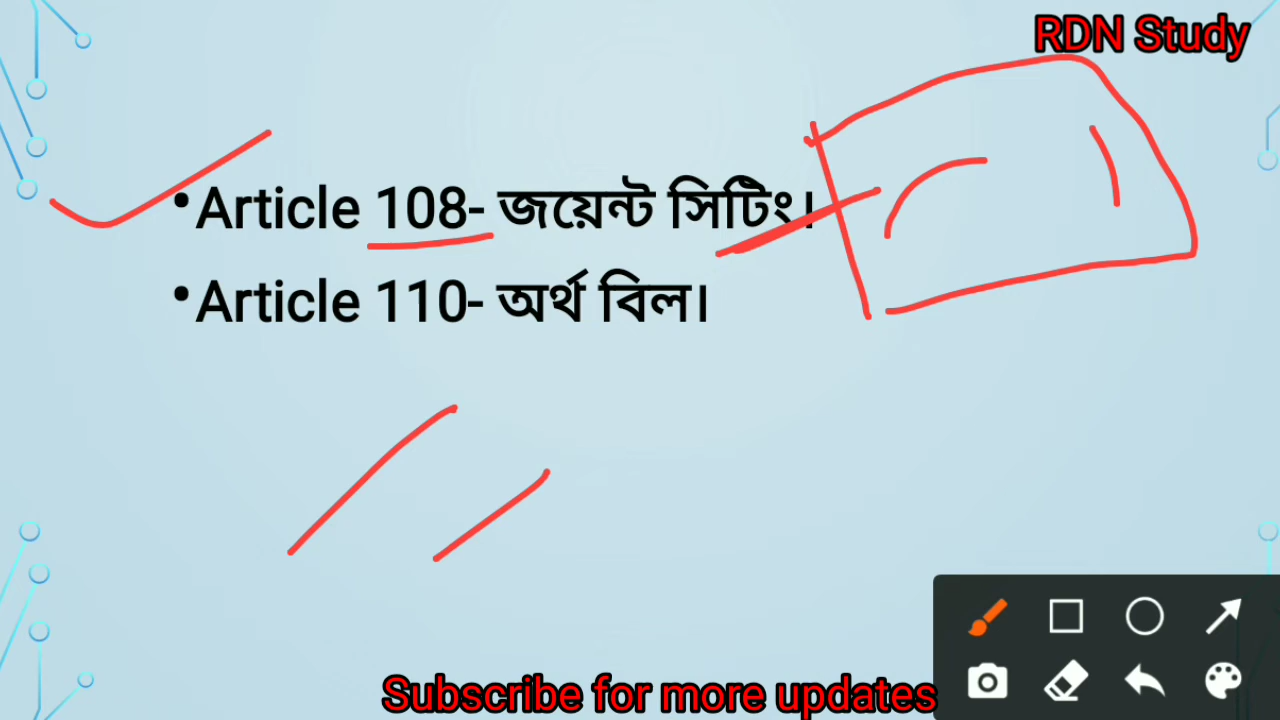 RDN Study
•Article 108- জয়েন্ট সিটিং।
•Article 110- অর্থ বিল।
Subscribe for more updates